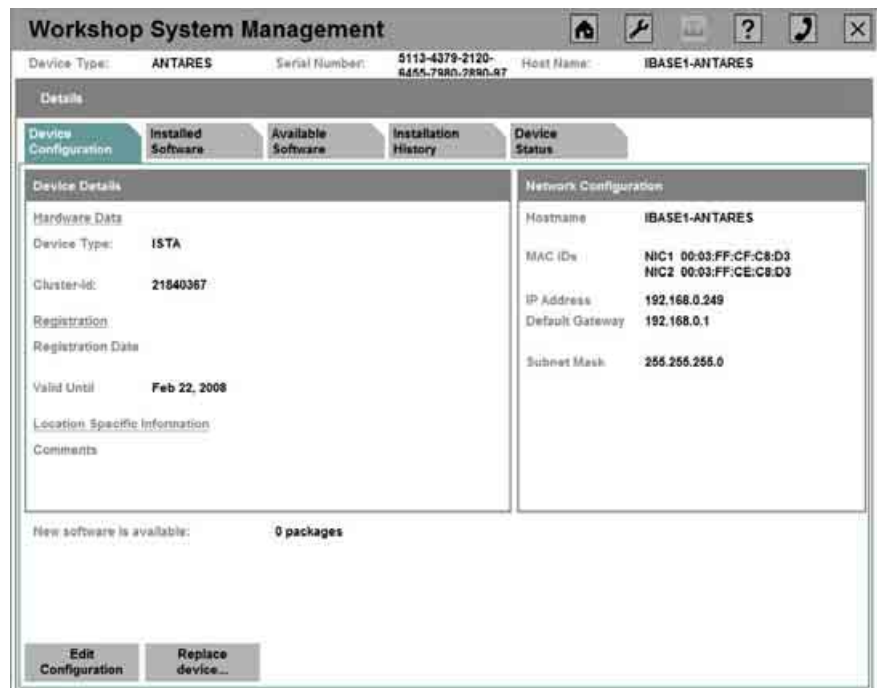 Workshop System Management
?
Device Type: ANTARES Serial Number: 5113-4379-2120-
6455-7980-2890-97 Host Name: IBASE1-ANTARES
Details
Device
Configuration
Installed
Software
Available
Software
Installation
History
Device
Status
Device Details
Hardware Data
Device Type: ISTA
Cluster-Id: 21840367
Registration
Registration Date
Valid Until Feb 22, 2008
Location Specific Information
Comments
Network Configuration
Hostname IBASE1-ANTARES
MAC IDs NIC1 00:03:FF:CF:C8:D3
NIC2 00:03:FF:CE:C8:D3
IP Address 192.168.0.249
Default Gateway 192.168.0.1
Subnet Mask 255.255.255.0
New software is available: 0 packages
Edit
Configuration
Replace
device...